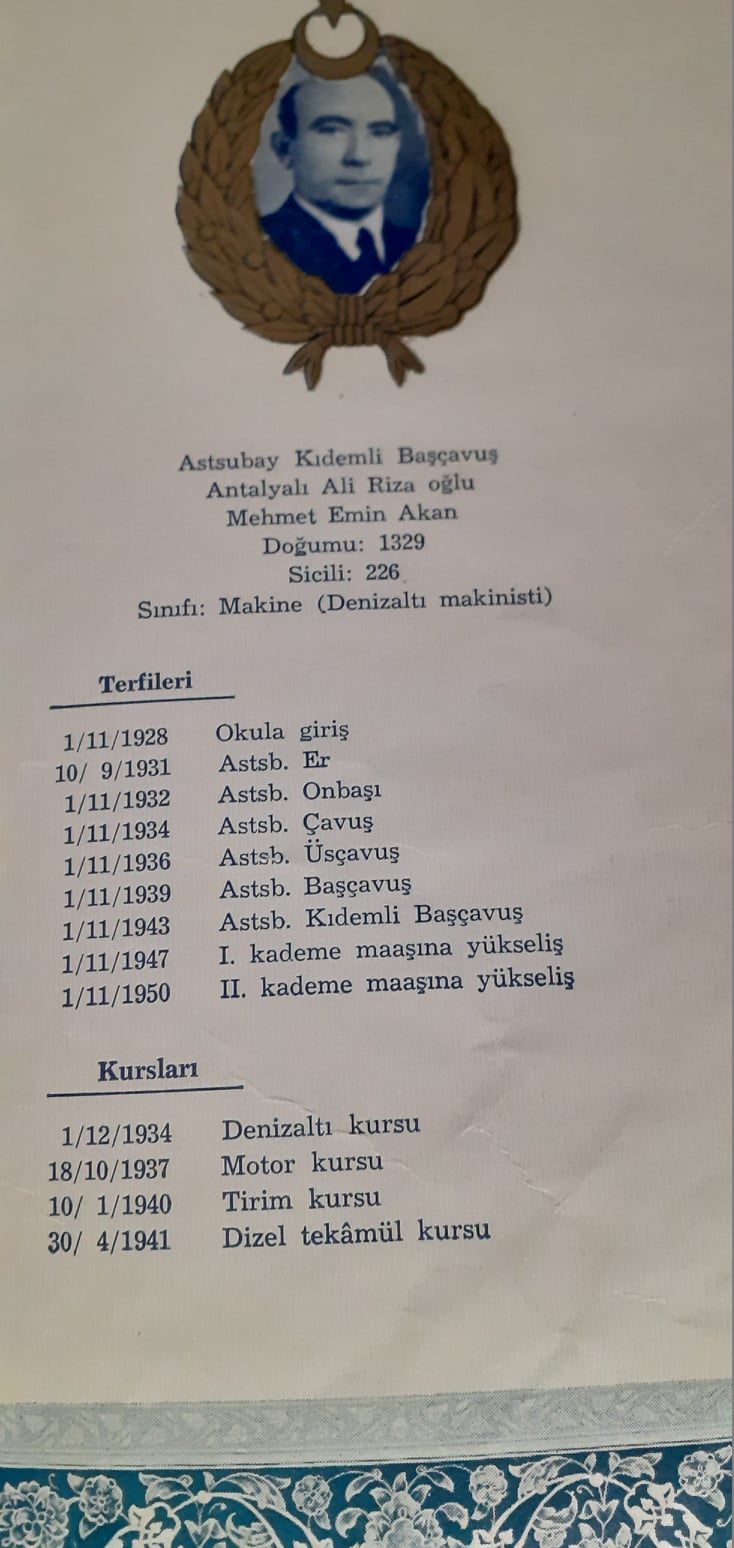 Astsubay Kıdemli Başçavuş
Antalyalı Ali Riza oğlu
Mehmet Emin Akan
Doğumu: 1329
Sicili: 226
Sınıfı: Makine (Denizaltı makinisti)
Terfileri
1/11/1928 Okula giriş
10/ 9/1931 Astsb. Er
1/11/1932 Astsb. Onbaşı
1/11/1934 Astsb. Çavuş
1/11/1936 Astsb. Üsçavuş
1/11/1939 Astsb. Başçavuş
1/11/1943 Astsb. Kıdemli Başçavuş
1/11/1947 I. kademe maaşına yükseliş
1/11/1950 II. kademe maaşına yükseliş
Kursları
1/12/1934 Denizaltı kursu
18/10/1937 Motor kursu
10/ 1/1940 Tirim kursu
30/ 4/1941 Dizel tekâmül kursu